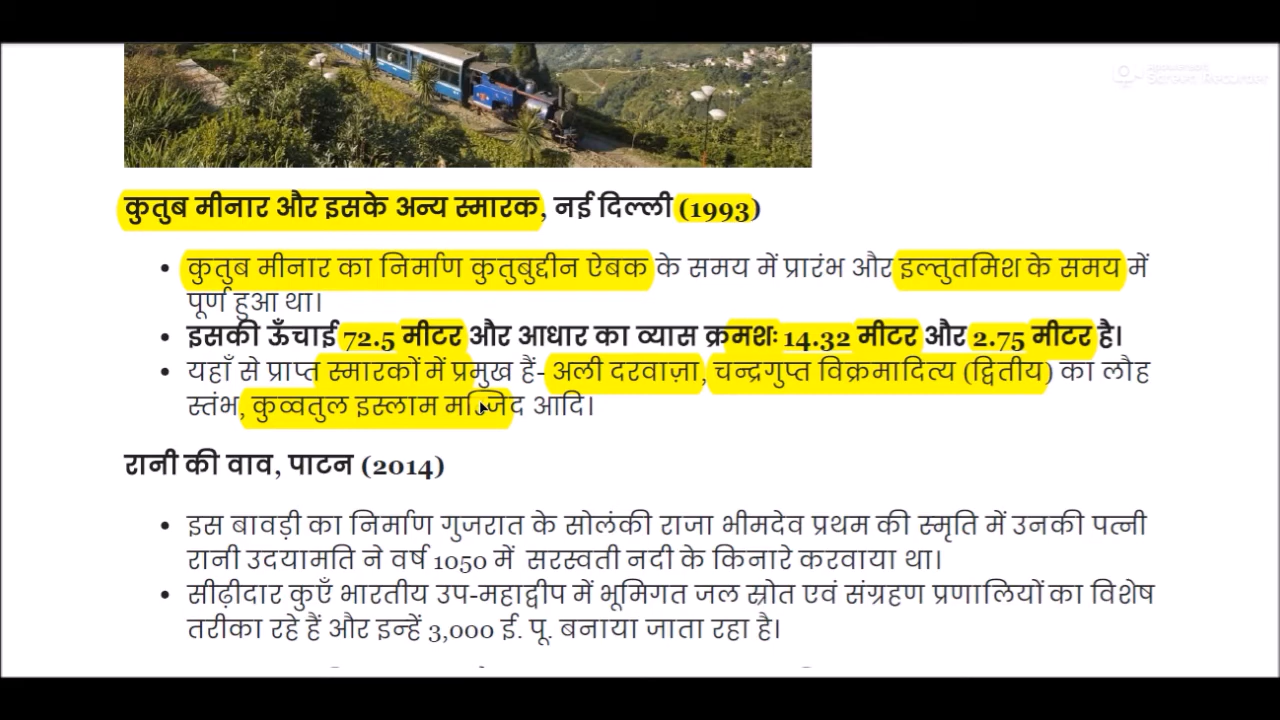 Apowersoft
Screen Recorder
कुतुब मीनार और इसके अन्य स्मारक, नई दिल्ली (1993)
• कुतुब मीनार का निर्माण कुतुबुद्दीन ऐबक के समय में प्रारंभ और इल्तुतमिश के समय में
पूर्ण हुआ था।
• इसकी ऊँचाई 72.5 मीटर और आधार का व्यास क्रमशः 14.32 मीटर और 2.75 मीटर है।
• यहाँ से प्राप्त स्मारकों में प्रमुख हैं- अली दरवाज़ा, चन्द्रगुप्त विक्रमादित्य (द्वितीय) का लौह
स्तंभ, कुव्वतुल इस्लाम मस्जिद आदि।
रानी की वाव, पाटन (2014)
• इस बावड़ी का निर्माण गुजरात के सोलंकी राजा भीमदेव प्रथम की स्मृति में उनकी पत्नी
रानी उदयामति ने वर्ष 1050 में सरस्वती नदी के किनारे करवाया था।
• सीढ़ीदार कुएँ भारतीय उप-महाद्वीप में भूमिगत जल स्रोत एवं संग्रहण प्रणालियों का विशेष
तरीका रहे हैं और इन्हें 3,000 ई. पू. बनाया जाता रहा है।